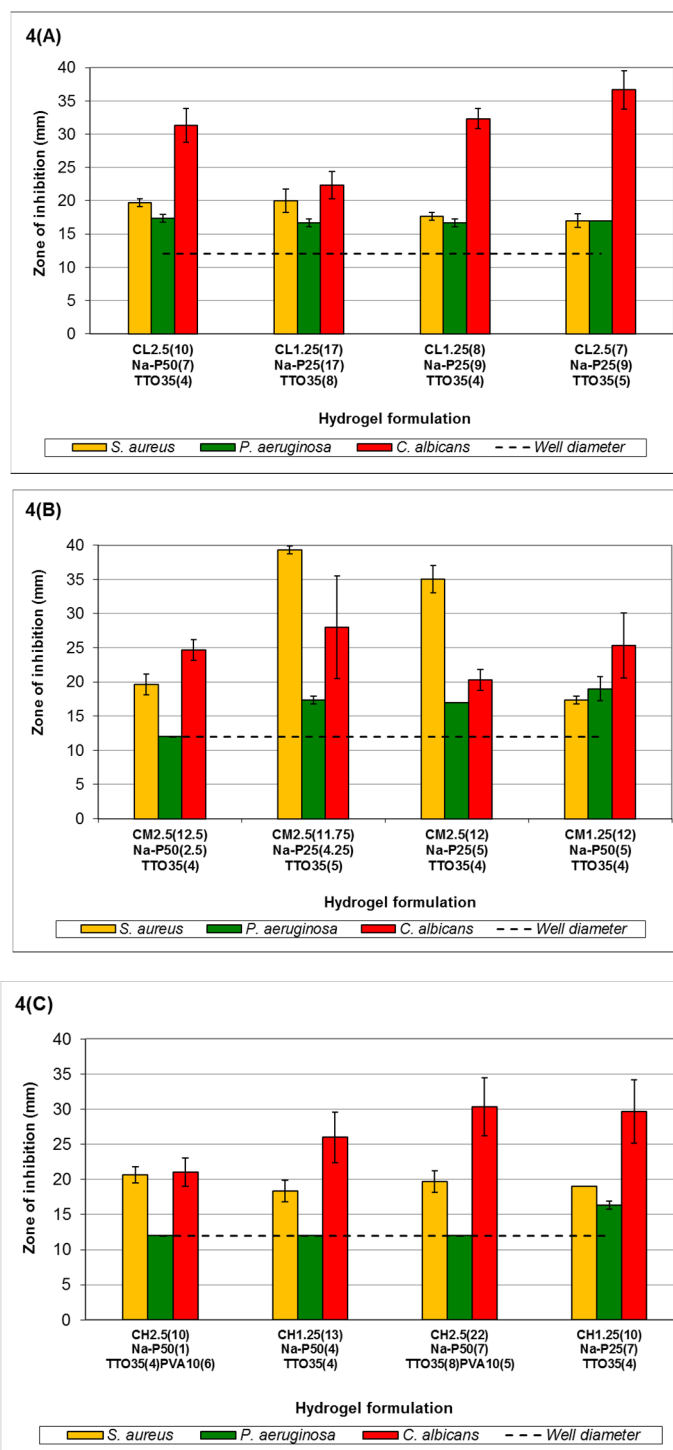 4(A)
Zone of inhibition (mm)
40
35
30
25
20
15
10
5
0
CL2.5(10) CL1.25(17) CL1.25(8) CL2.5(7)
Na-P50(7) Na-P25(17) Na-P25(9) Na-P25(9)
TTO35(4) TTO35(8) TTO35(4) TTO35(5)
Hydrogel formulation
S. aureus P. aeruginosa C. albicans Well diameter
4(B)
Zone of inhibition (mm)
40
35
30
25
20
15
10
5
0
CM2.5(12.5) CM2.5(11.75) CM2.5(12) CM1.25(12)
Na-P50(2.5) Na-P25(4.25) Na-P25(5) Na-P50(5)
TTO35(4) TTO35(5) TTO35(4) TTO35(4)
Hydrogel formulation
S. aureus P. aeruginosa C. albicans Well diameter
4(C)
Zone of inhibition (mm)
40
35
30
25
20
15
10
5
0
CH2.5(10) CH1.25(13) CH2.5(22) CH1.25(10)
Na-P50(1) Na-P50(4) Na-P50(7) Na-P25(7)
TTO35(4)PVA10(6) TTO35(4) TTO35(8)PVA10(5) TTO35(4)
Hydrogel formulation
S. aureus P. aeruginosa C. albicans Well diameter